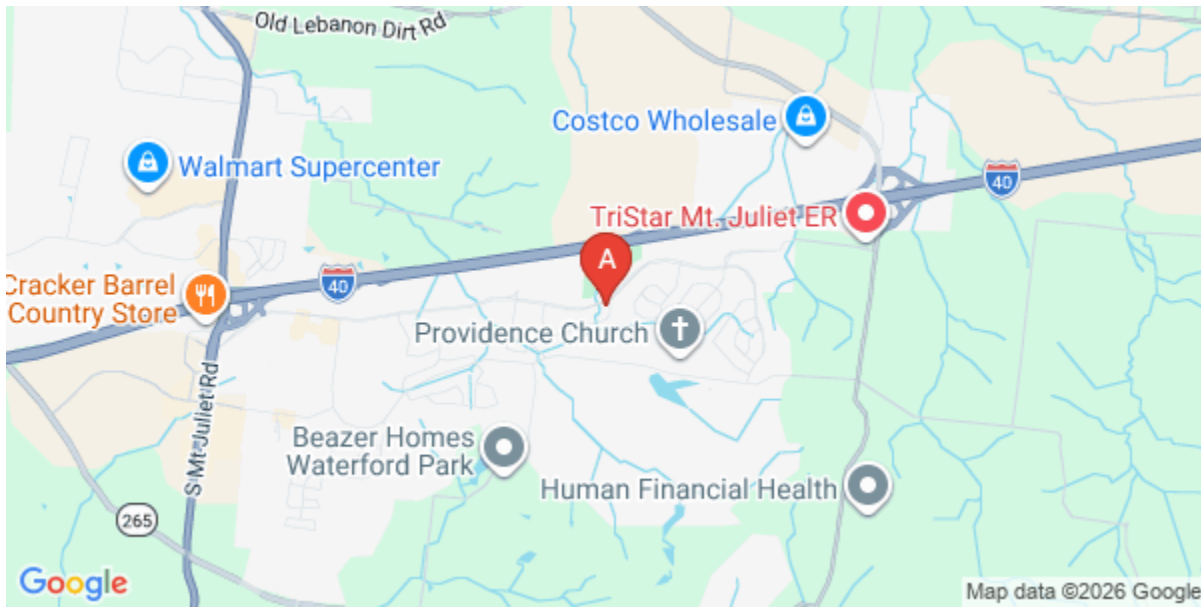 Old Lebanon Dirt Rd
Costco Wholesale
Walmart Supercenter
40
TriStar Mt. Juliet ER
A
40
Cracker Barrel
Country Store
Providence Church
S Mt Juliet Rd
Beazer Homes
Waterford Park
Human Financial Health
265
Google
Map data ©2026 Google